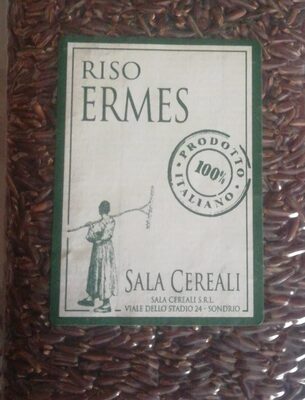 RISO
ERMES
PRODOTTO
100%
ITALIANO
SALA CEREALI
SALA CEREALI S.R.L.
VIALE DELLO STADIO 24 - SONDRIO